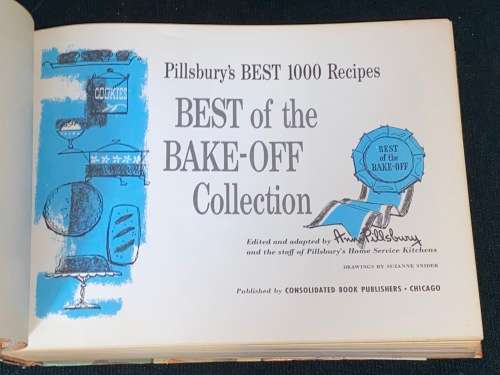 COOKIES
Pillsbury's BEST 1000 Recipes
BEST of the
BAKE-OFF
Collection
BEST
of the
BAKE-OFF
Edited and adapted by Ann Pillsbury
and the staff of Pillsbury's Home Service Kitchens
DRAWINGS BY SUZANNE SNIDER
Published by CONSOLIDATED BOOK PUBLISHERS • CHICAGO